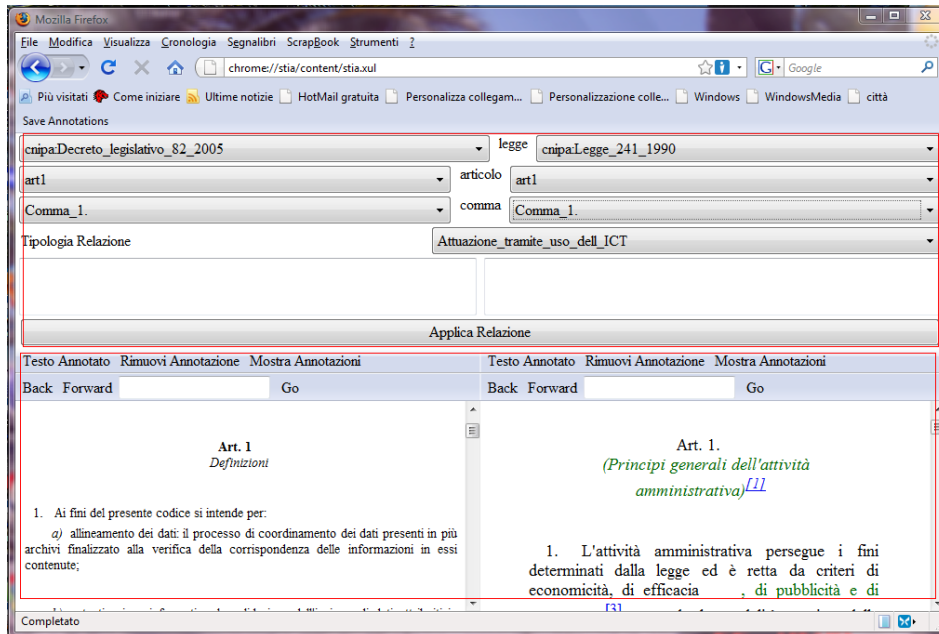 Mozilla Firefox
File Modifica Visualizza Cronologia Segnalibri ScrapBook Strumenti ?
chrome://stia/content/stia.xul G Google
Più visitati Come iniziare Ultime notizie HotMail gratuita Personalizza collegam... Personalizzazione colle... Windows WindowsMedia città
Save Annotations
cnipa:Decreto_legislativo_82_2005 legge cnipa:Legge_241_1990
art1 articolo art1
Comma_1. comma Comma_1.
Tipologia Relazione Attuazione_tramite_uso_dell_ICT
Applica Relazione
Testo Annotato Rimuovi Annotazione Mostra Annotazioni
Back Forward Go
Art. 1
Definizioni
1. Ai fini del presente codice si intende per:
a) allineamento dei dati: il processo di coordinamento dei dati presenti in più
archivi finalizzato alla verifica della corrispondenza delle informazioni in essi
contenute;
Testo Annotato Rimuovi Annotazione Mostra Annotazioni
Back Forward Go
Art. 1.
(Principi generali dell'attività
amministrativa)[1]
1. L'attività amministrativa persegue i fini
determinati dalla legge ed è retta da criteri di
economicità, di efficacia , di pubblicità e di
[3]
Completato